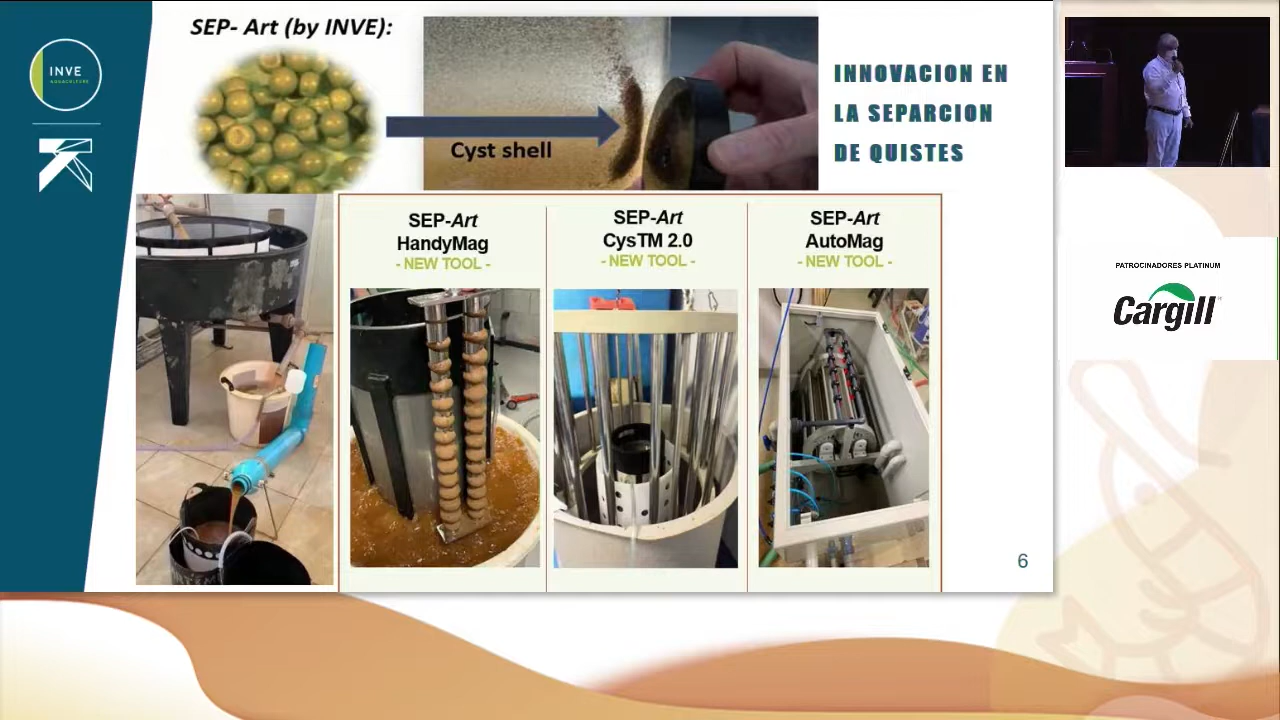 SEP- Art (by INVE):
INVE
AQUACULTURE
Cyst shell
INNOVACION EN
LA SEPARCION
DE QUISTES
SEP-Art
HandyMag
- NEW TOOL -
SEP-Art
CysTM 2.0
- NEW TOOL -
SEP-Art
AutoMag
- NEW TOOL -
6
PATROCINADORES PLATINUM
Cargill